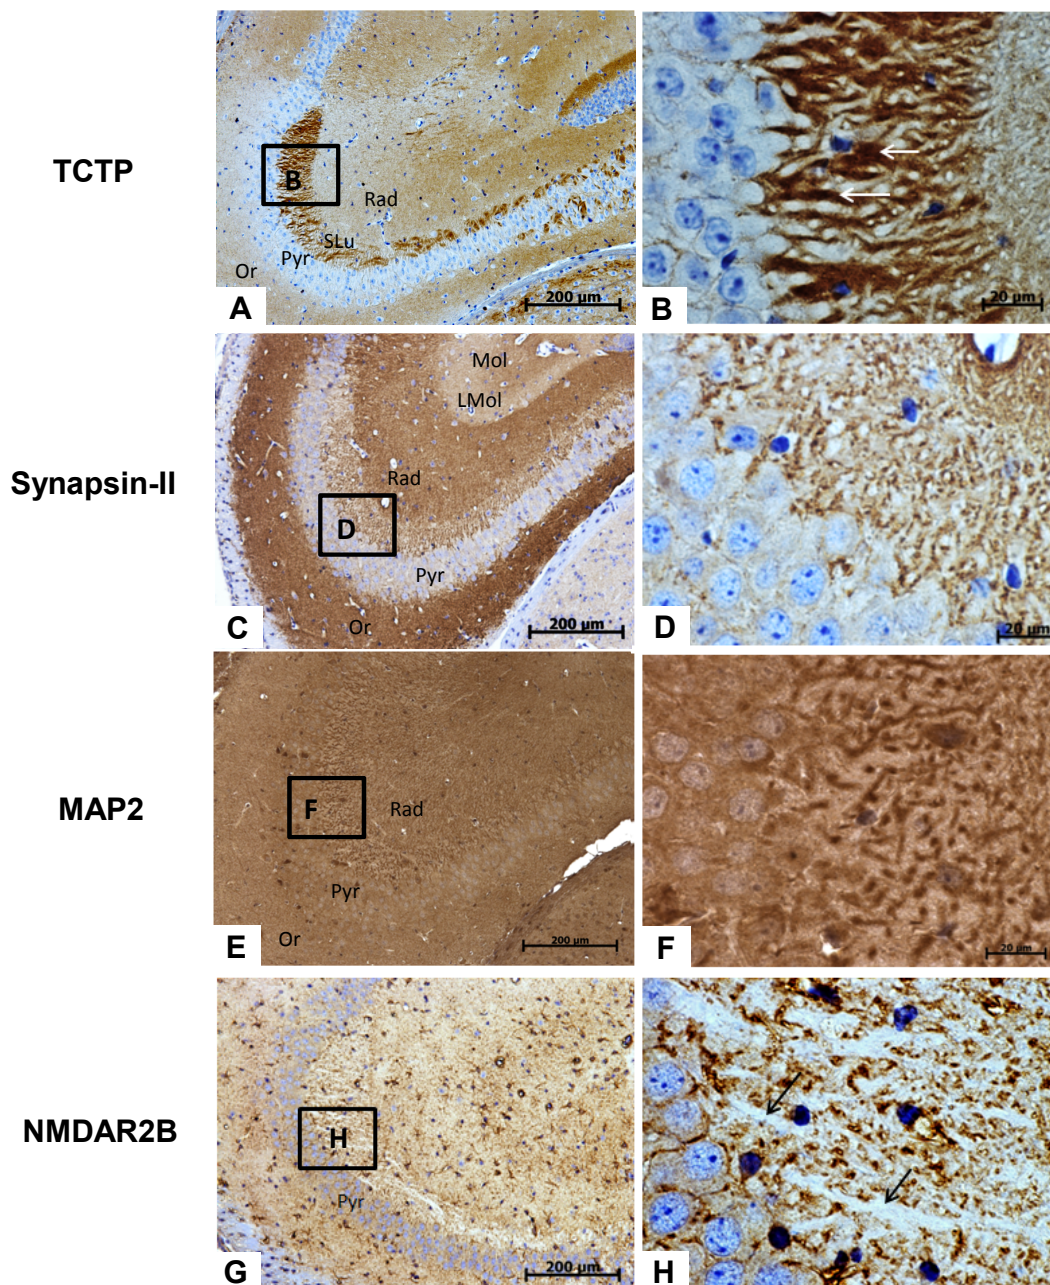 TCTP
B
Rad
SLu
Pyr
Or
A
200 µm
B
20 µm
Synapsin-II
Mol
LMol
Rad
D
Pyr
Or
C
200 µm
D
20 µm
MAP2
F
Rad
Pyr
Or
E
200 µm
F
20 µm
NMDAR2B
H
Pyr
G
200 µm
H